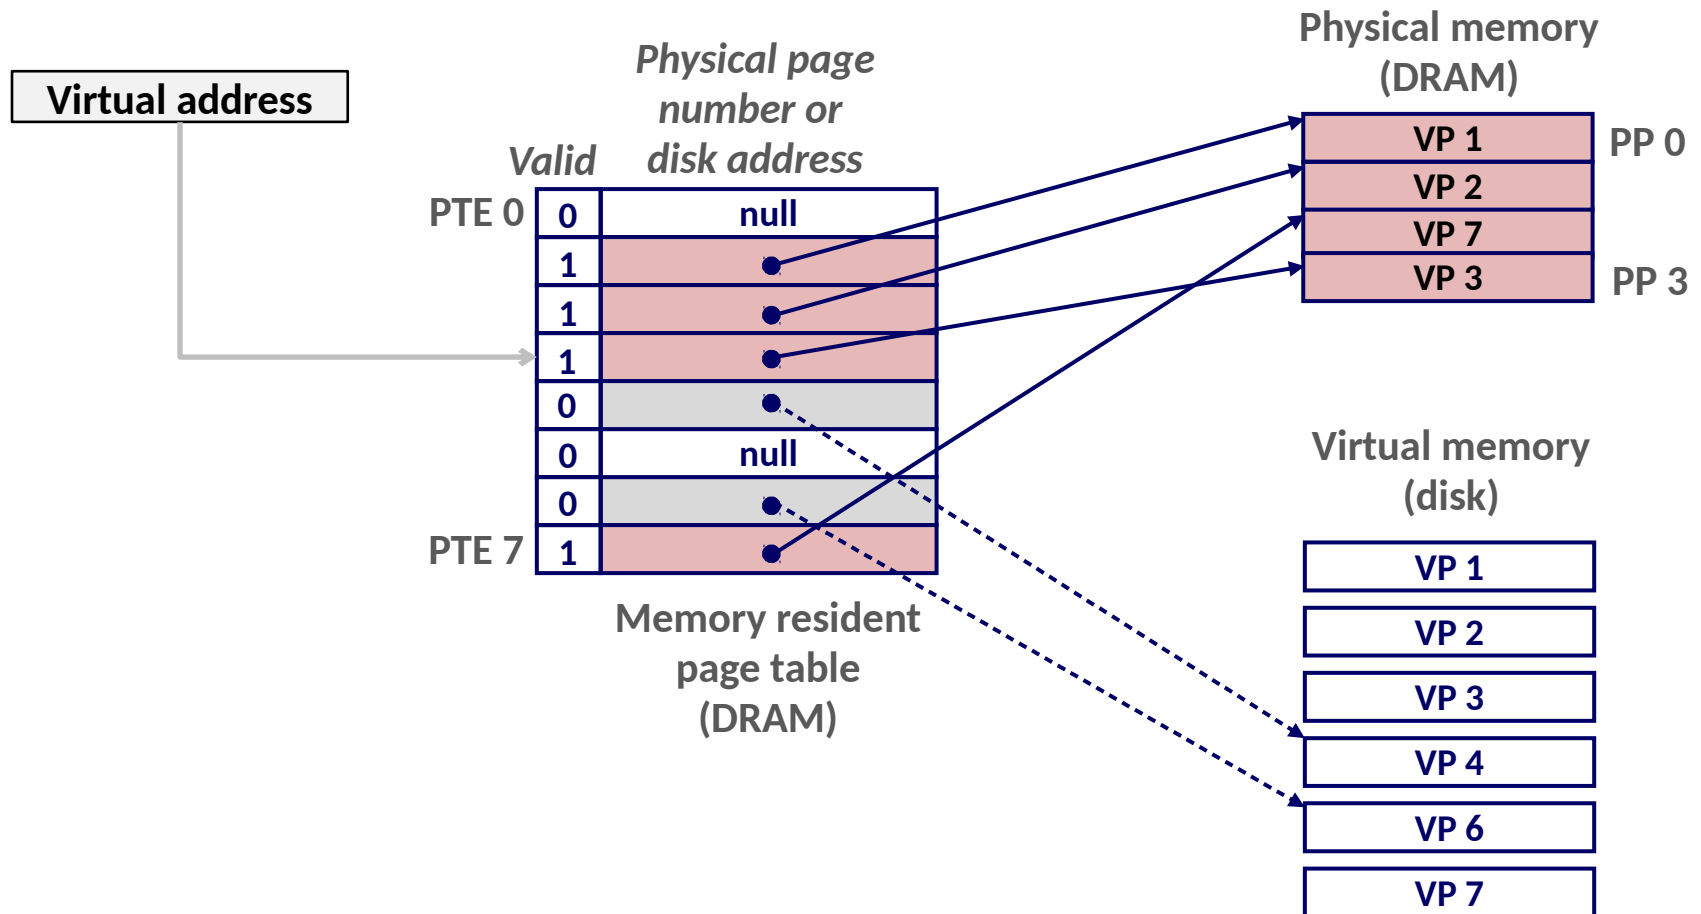 Physical memory
(DRAM)
Physical page
number or
disk address
Virtual address
Valid
VP 1
PP 0
VP 2
VP 7
VP 3
PP 3
PTE 0
0
null
1
1
1
0
0
null
0
PTE 7
1
Memory resident
page table
(DRAM)
Virtual memory
(disk)
VP 1
VP 2
VP 3
VP 4
VP 6
VP 7